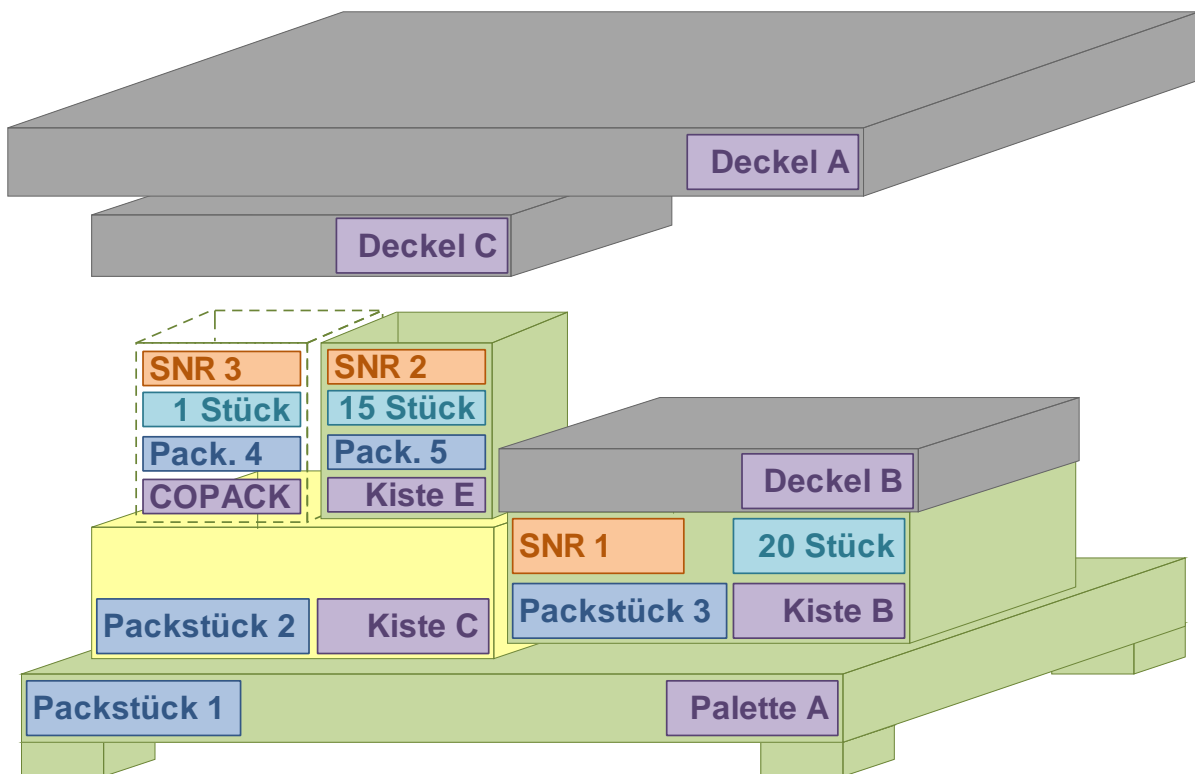 Deckel A
Deckel C
SNR 3
1 Stück
Pack. 4
COPACK
SNR 2
15 Stück
Pack. 5
Kiste E
Deckel B
SNR 1
20 Stück
Packstück 3
Kiste B
Packstück 2
Kiste C
Packstück 1
Palette A